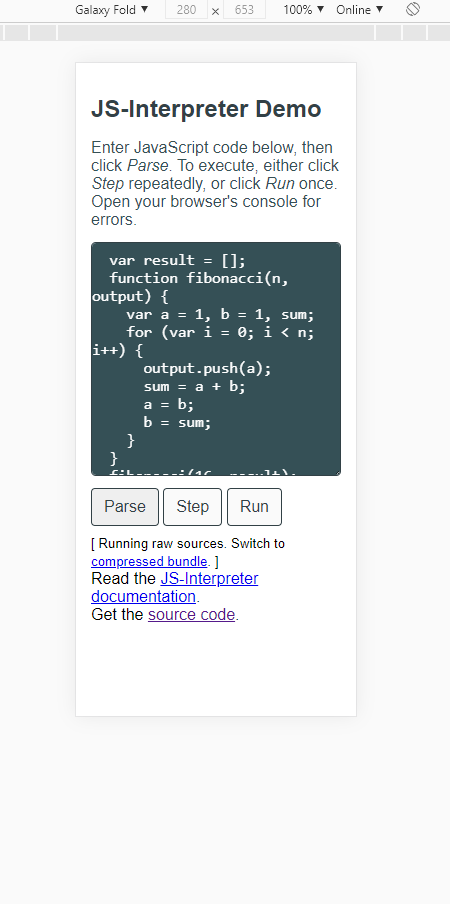 Galaxy Fold ▼ 280 × 653 100% ▼ Online ▼
JS-Interpreter Demo
Enter JavaScript code below, then
click Parse. To execute, either click
Step repeatedly, or click Run once.
Open your browser's console for
errors.
var result = [];
function fibonacci(n,
output) {
var a = 1, b = 1, sum;
for (var i = 0; i < n;
i++) {
output.push(a);
sum = a + b;
a = b;
b = sum;
}
}
fibonacci(16, result);
Parse Step Run
[ Running raw sources. Switch to
compressed bundle. ]
Read the JS-Interpreter
documentation.
Get the source code.